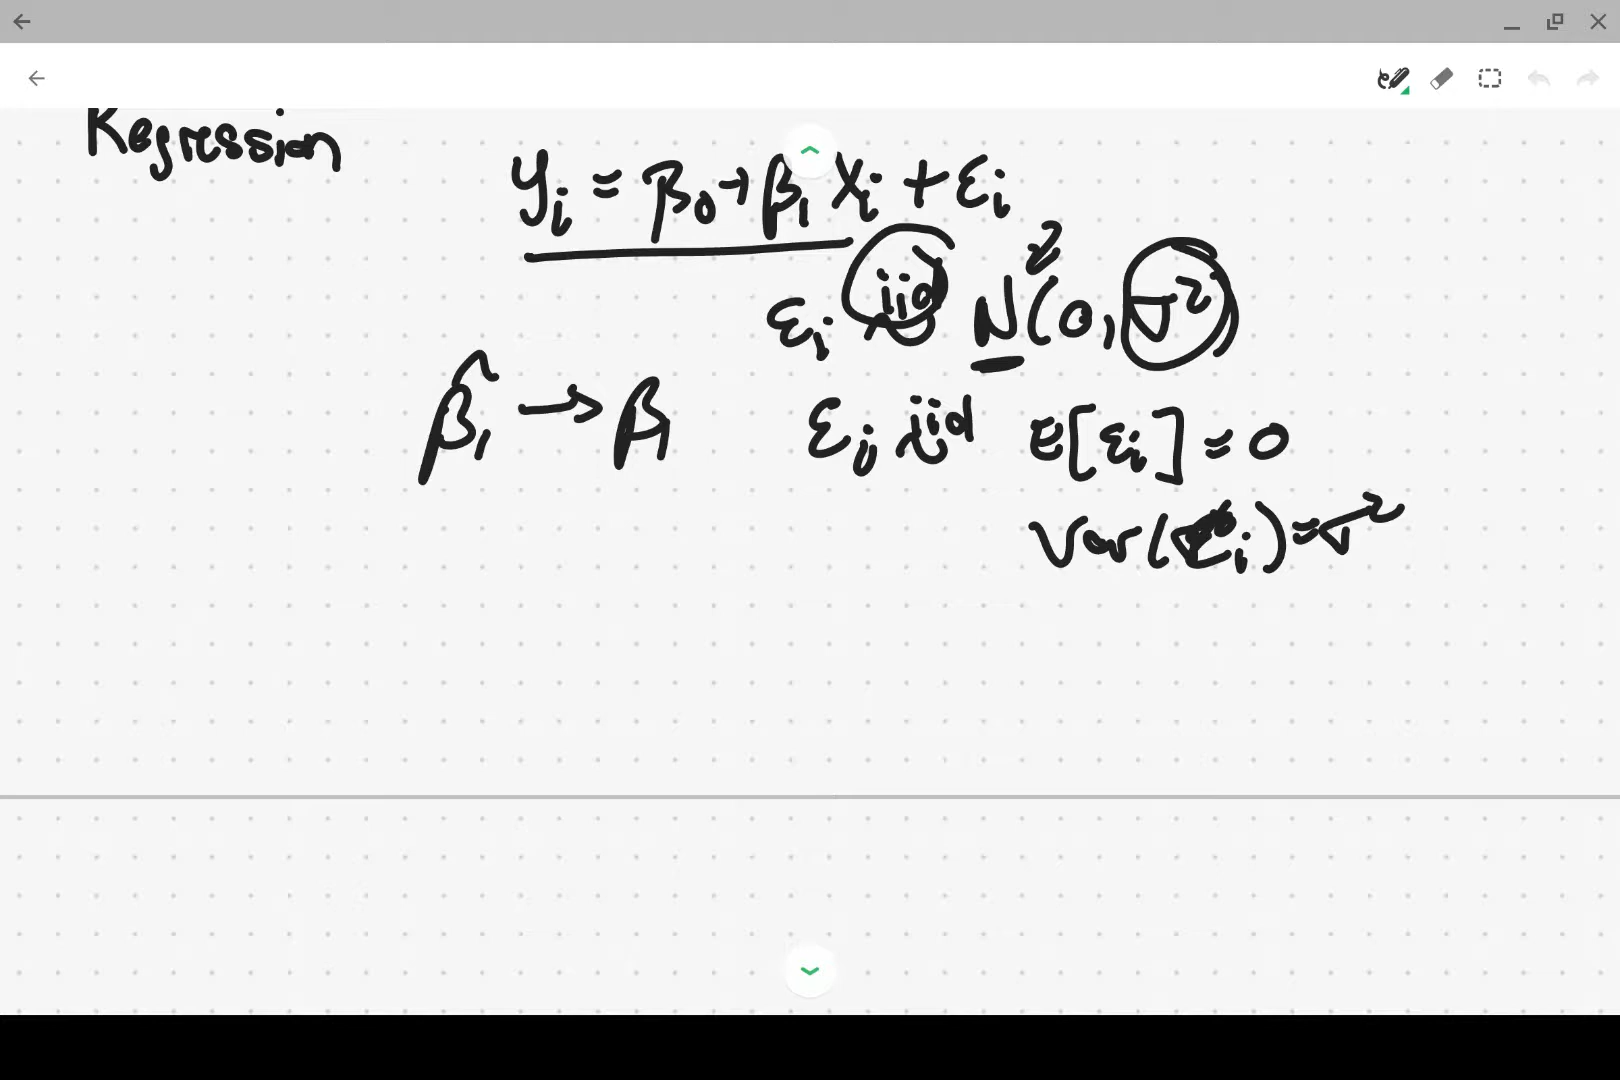 Regression
Yi = β0 + β1 Xi + εi
εi iid ~ N(0, σ²)
β̂1 → β1
εi iid ~ E[εi] = 0
Var(εi) = σ²